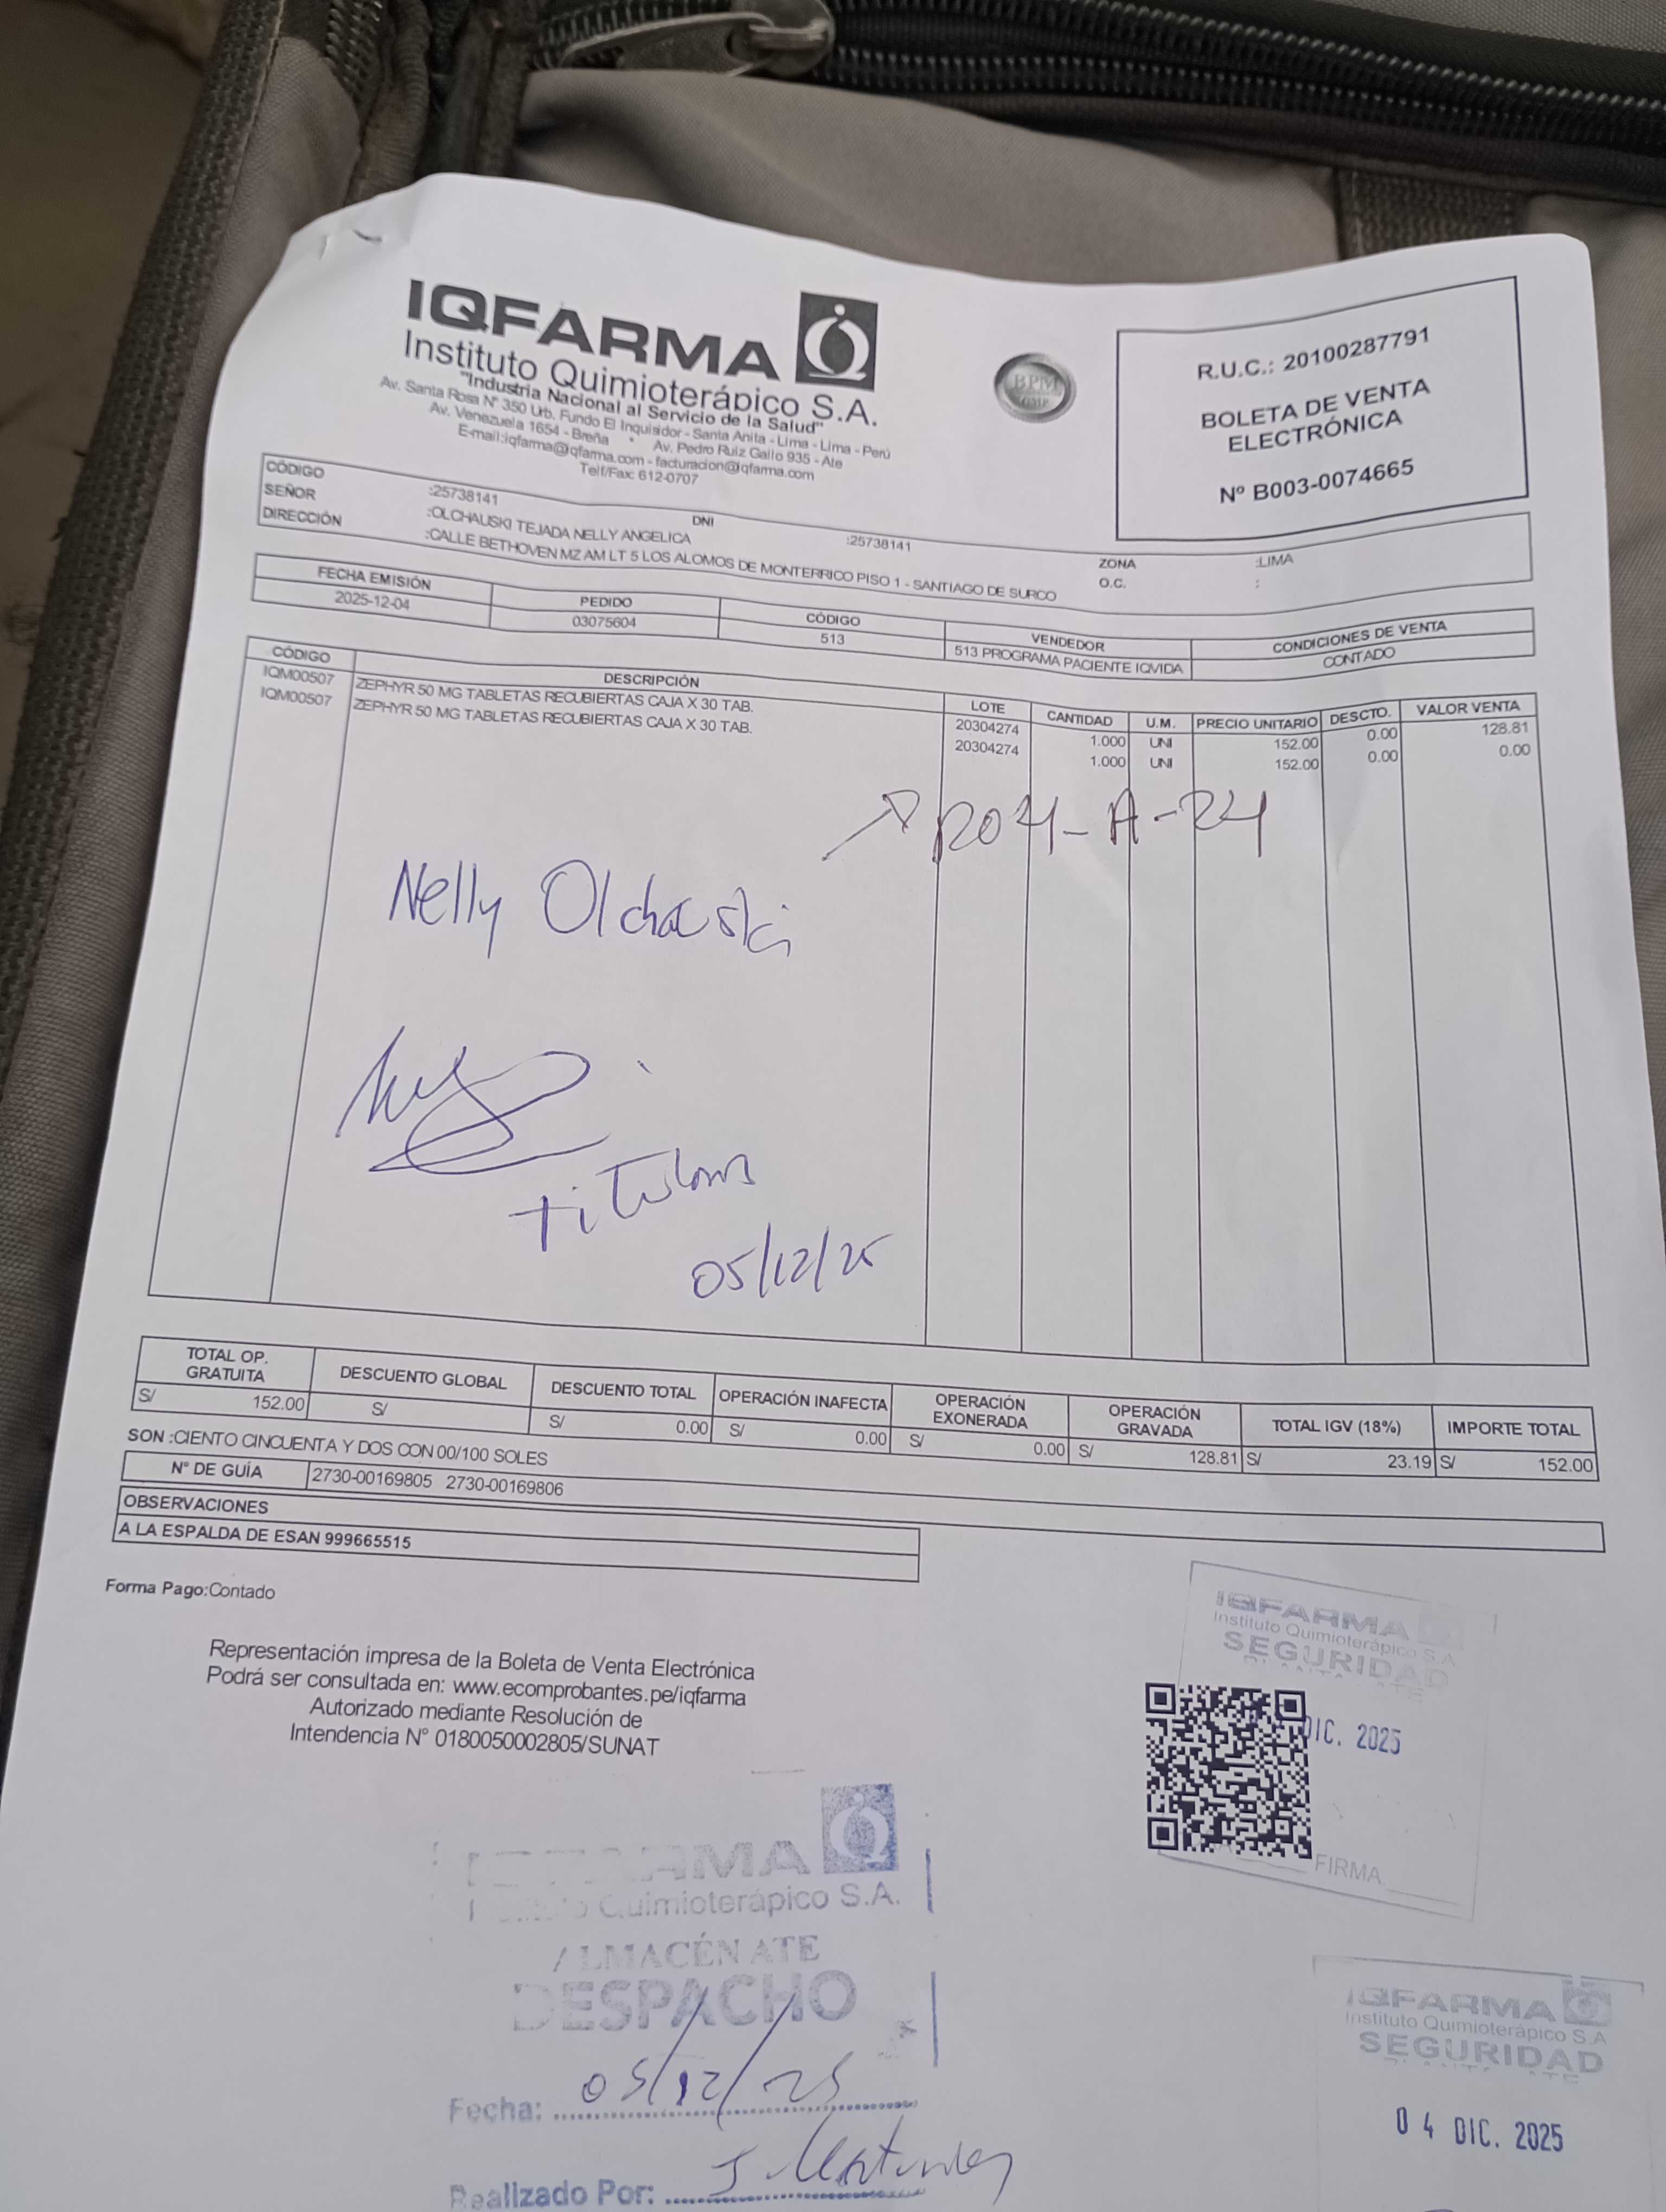 IQFARMA
Instituto Quimioterápico S.A.
"Industria Nacional al Servicio de la Salud"
Av. Santa Rosa N° 350 Urb. Fundo El Inquisidor - Santa Anita - Lima - Lima - Perú
Av. Venezuela 1654 - Breña • Av. Pedro Ruiz Gallo 935 - Ate
E-mail:iqfarma@iqfarma.com - facturacion@iqfarma.com
Telf/Fax: 612-0707
BPM
GMP
R.U.C.: 20100287791
BOLETA DE VENTA
ELECTRÓNICA
N° B003-0074665
CÓDIGO :25738141 DNI :25738141 ZONA :LIMA
SEÑOR :OLCHAUSKI TEJADA NELLY ANGELICA O.C. :
DIRECCIÓN :CALLE BETHOVEN MZ AM LT 5 LOS ALOMOS DE MONTERRICO PISO 1 - SANTIAGO DE SURCO
FECHA EMISIÓN PEDIDO CÓDIGO VENDEDOR CONDICIONES DE VENTA
2025-12-04 03075604 513 513 PROGRAMA PACIENTE IQVIDA CONTADO
CÓDIGO DESCRIPCIÓN LOTE CANTIDAD U.M. PRECIO UNITARIO DESCTO. VALOR VENTA
IQM00507 ZEPHYR 50 MG TABLETAS RECUBIERTAS CAJA X 30 TAB. 20304274 1.000 UNI 152.00 0.00 128.81
IQM00507 ZEPHYR 50 MG TABLETAS RECUBIERTAS CAJA X 30 TAB. 20304274 1.000 UNI 152.00 0.00 0.00
Nelly Olchauski
05/12/25
TOTAL OP. GRATUITA DESCUENTO GLOBAL DESCUENTO TOTAL OPERACIÓN INAFECTA OPERACIÓN EXONERADA OPERACIÓN GRAVADA TOTAL IGV (18%) IMPORTE TOTAL
S/ 152.00 S/ S/ 0.00 S/ 0.00 S/ 0.00 S/ 128.81 S/ 23.19 S/ 152.00
SON :CIENTO CINCUENTA Y DOS CON 00/100 SOLES
N° DE GUÍA 2730-00169805 2730-00169806
OBSERVACIONES
A LA ESPALDA DE ESAN 999665515
Forma Pago:Contado
Representación impresa de la Boleta de Venta Electrónica
Podrá ser consultada en: www.ecomprobantes.pe/iqfarma
Autorizado mediante Resolución de
Intendencia N° 0180050002805/SUNAT
IQFARMA
Instituto Quimioterápico S.A
SEGURIDAD
DIC. 2025
FIRMA
Quimioterápico S.A.
ALMACÉN ATE
DESPACHO
Fecha: 05/12/25
Realizado Por:
IQFARMA
Instituto Quimioterápico S.A
SEGURIDAD
04 DIC. 2025